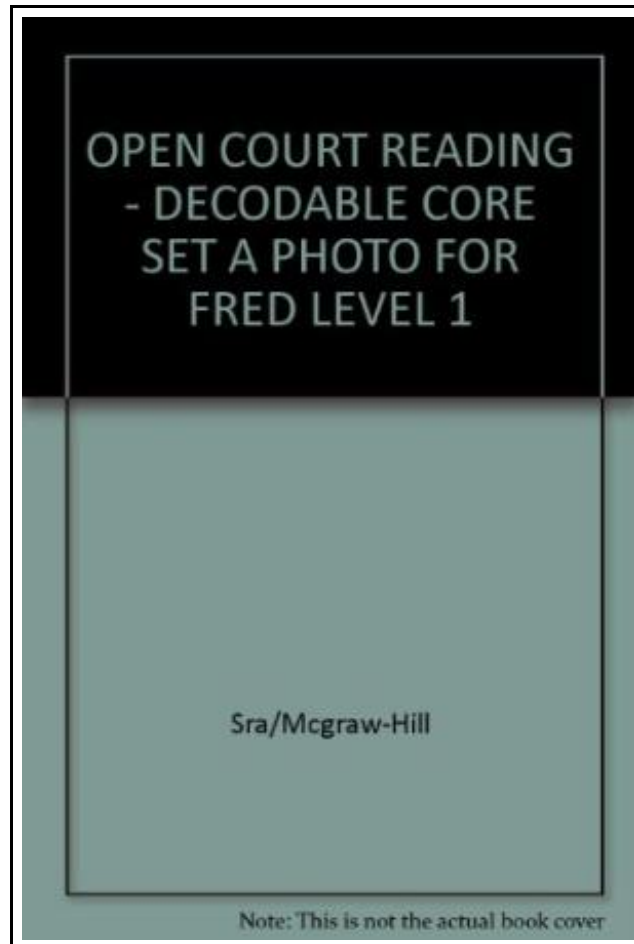 OPEN COURT READING
- DECODABLE CORE
SET A PHOTO FOR
FRED LEVEL 1
Sra/Mcgraw-Hill
Note: This is not the actual book cover